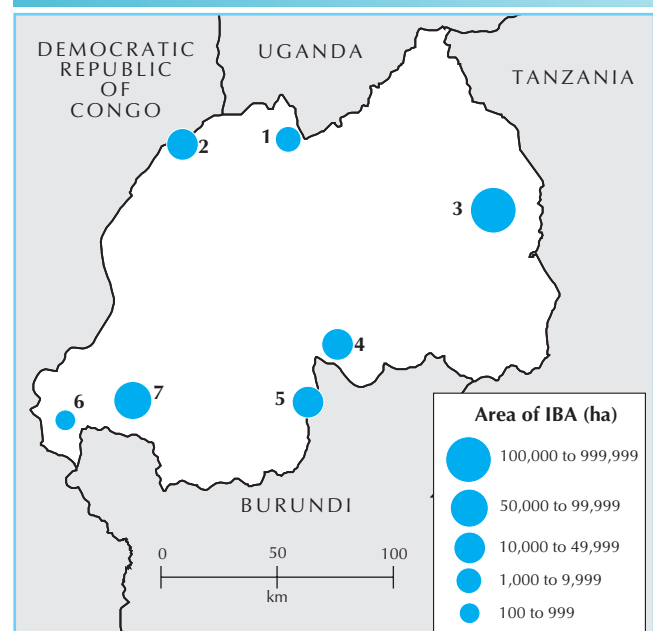 DEMOCRATIC
REPUBLIC
OF
CONGO
UGANDA
TANZANIA
1
2
3
4
5
6
7
BURUNDI
0 50 100
km
Area of IBA (ha)
100,000 to 999,999
50,000 to 99,999
10,000 to 49,999
1,000 to 9,999
100 to 999